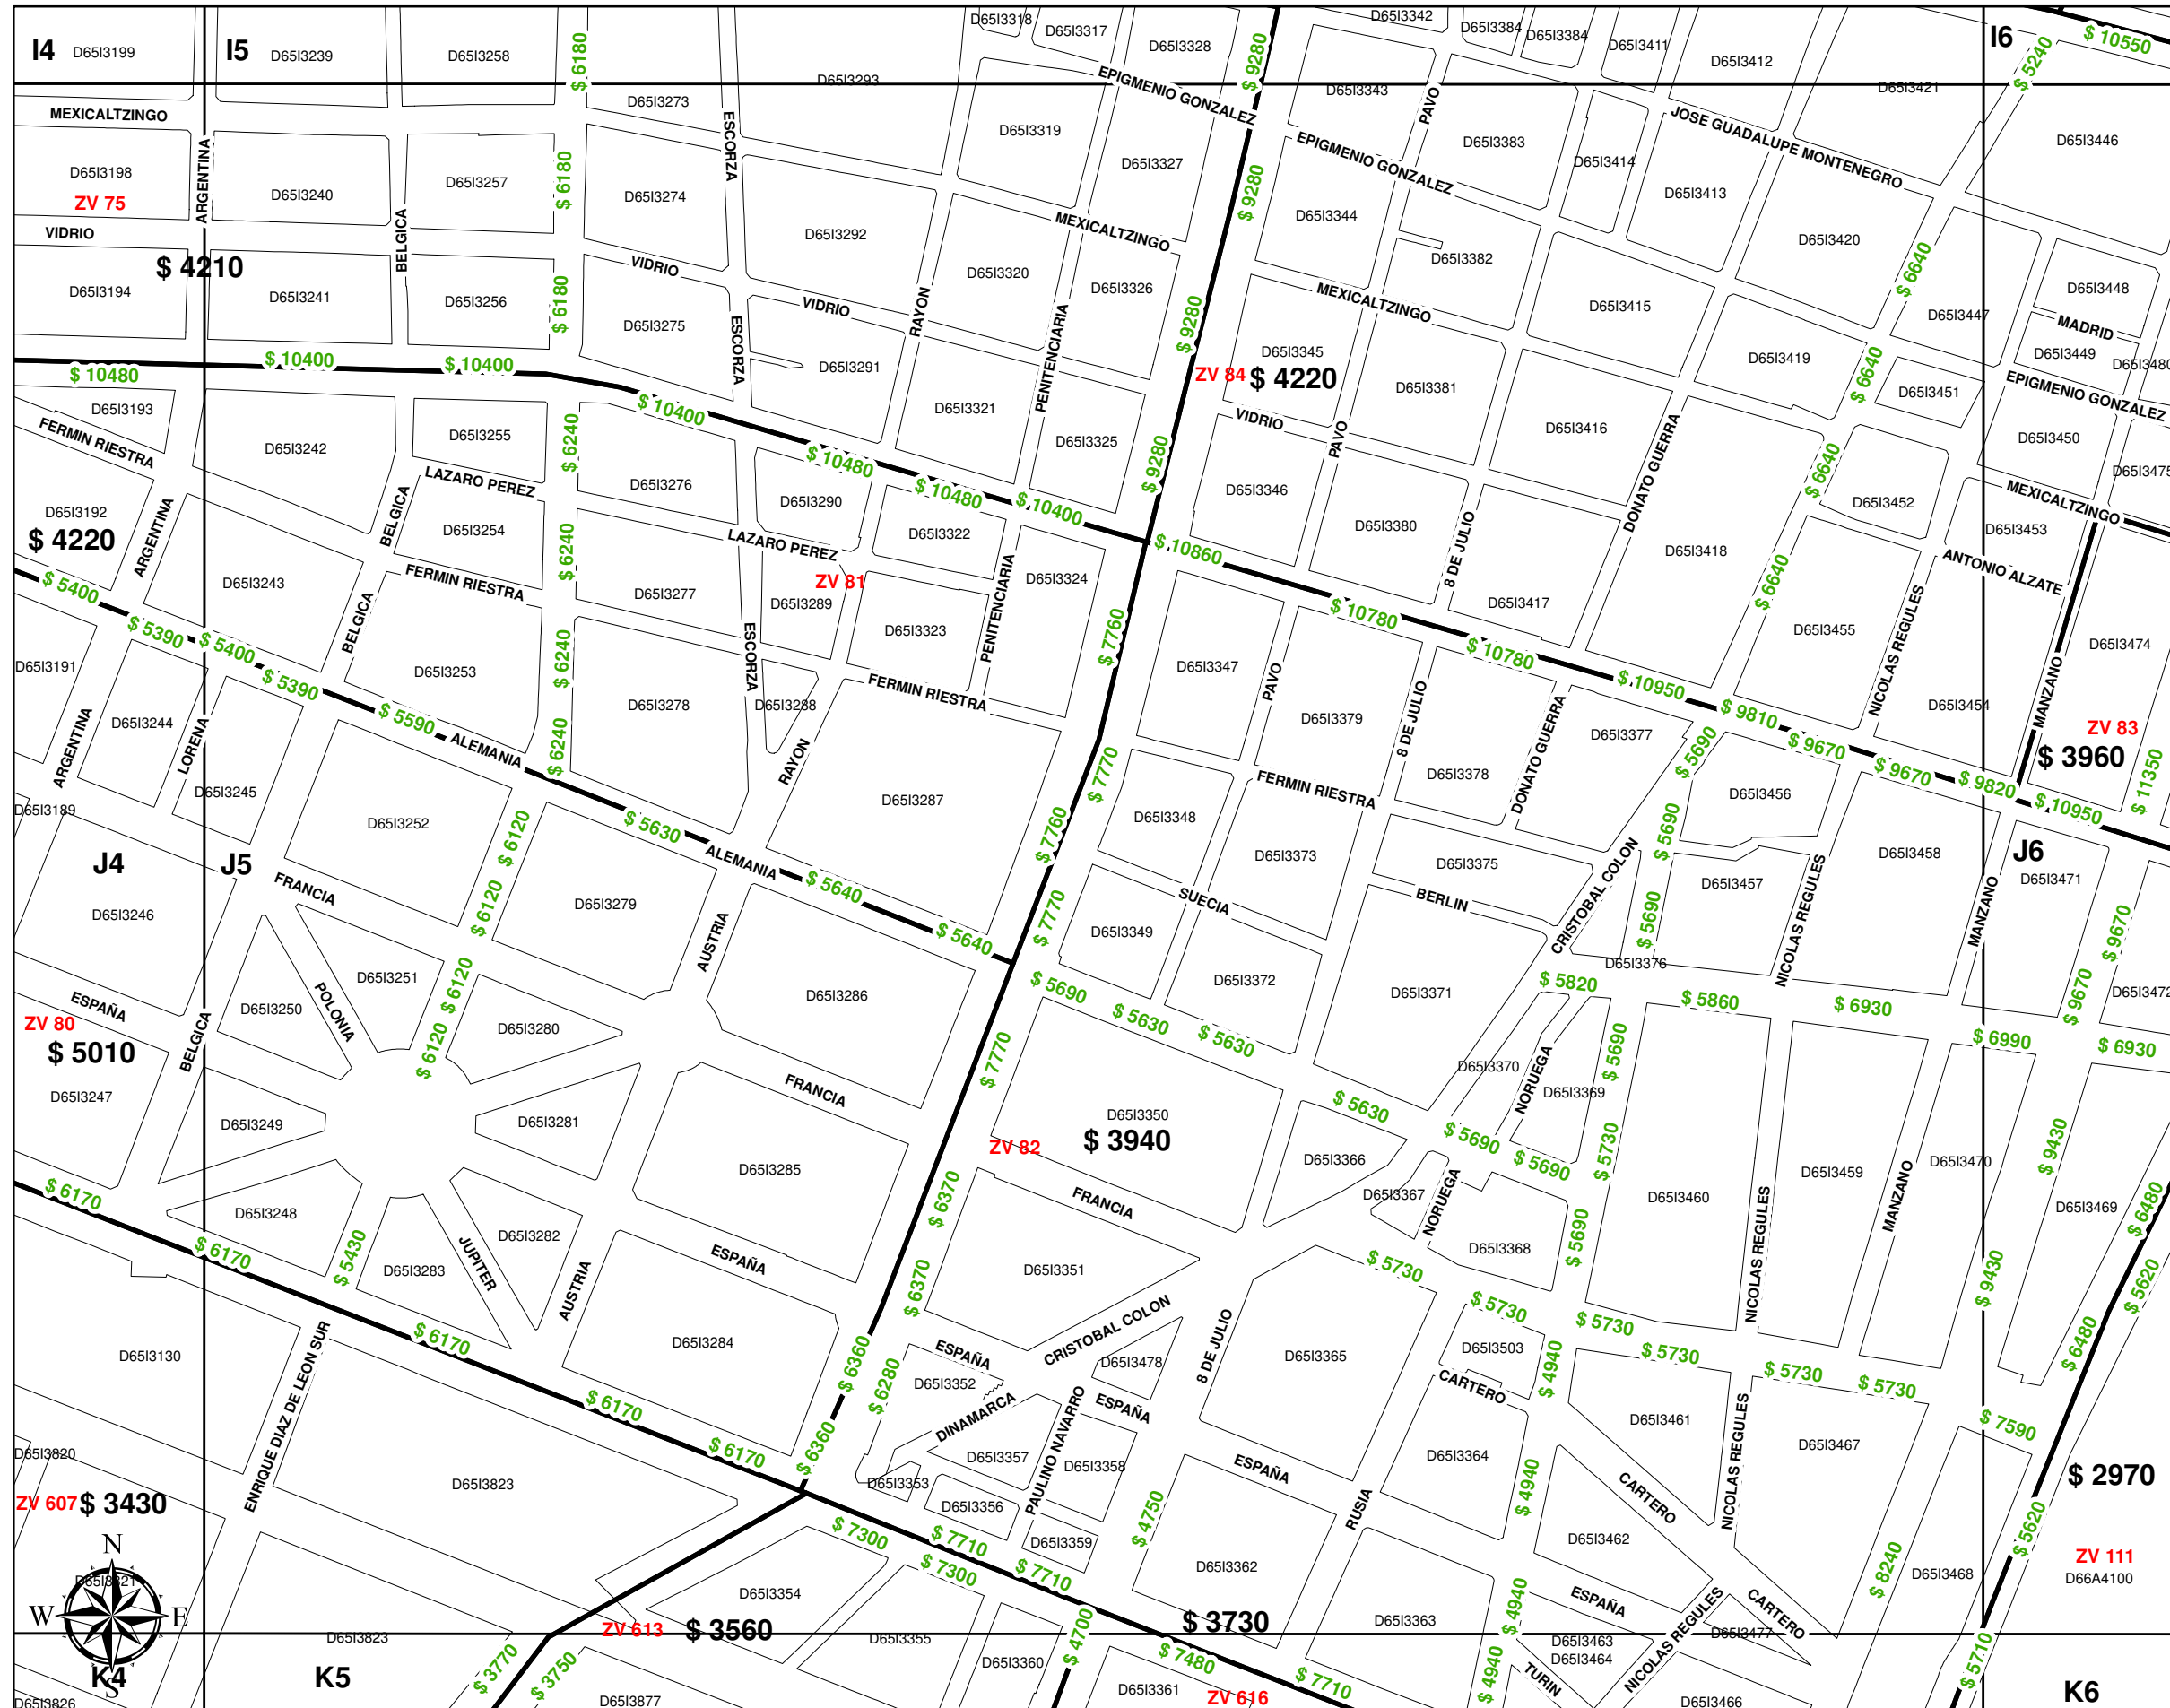 I4
D65I3199
I5
D65I3239
D65I3258
$ 6180
D65I3293
D65I3318
D65I3317
D65I3328
$ 9280
D65I3342
D65I3384
D65I3384
D65I3411
D65I3412
D65I3421
I6
$ 5240
$ 10550
MEXICALTZINGO
D65I3273
ESCORZA
D65I3319
EPIGMENIO GONZALEZ
D65I3343
PAVO
D65I3383
JOSE GUADALUPE MONTENEGRO
D65I3446
D65I3198
ZV 75
ARGENTINA
D65I3240
D65I3257
$ 6180
D65I3274
D65I3327
EPIGMENIO GONZALEZ
D65I3414
D65I3413
VIDRIO
BELGICA
D65I3292
MEXICALTZINGO
$ 9280
D65I3344
D65I3382
D65I3420
$ 6640
$ 4210
D65I3194
D65I3241
D65I3256
$ 6180
VIDRIO
D65I3275
VIDRIO
RAYON
D65I3320
D65I3326
MEXICALTZINGO
D65I3415
D65I3447
D65I3448
MADRID
$ 10480
$ 10400
$ 10400
ESCORZA
D65I3291
PENITENCIARIA
$ 9280
D65I3345
ZV 84
$ 4220
D65I3381
D65I3419
$ 6640
D65I3449
D65I3480
D65I3451
EPIGMENIO GONZALEZ
D65I3193
FERMIN RIESTRA
D65I3242
D65I3255
$ 6240
$ 10400
D65I3321
D65I3325
VIDRIO
PAVO
D65I3416
DONATO GUERRA
D65I3450
D65I3475
LAZARO PEREZ
D65I3276
$ 10480
$ 10480
$ 10400
$ 9280
D65I3346
$ 6640
D65I3452
MEXICALTZINGO
D65I3192
$ 4220
ARGENTINA
BELGICA
D65I3254
D65I3290
LAZARO PEREZ
D65I3322
$ 10860
D65I3380
8 DE JULIO
D65I3418
D65I3453
ANTONIO ALZATE
$ 5400
D65I3243
FERMIN RIESTRA
$ 6240
D65I3277
ZV 81
D65I3289
D65I3324
PENITENCIARIA
$ 10780
D65I3417
$ 6640
NICOLAS REGULES
$ 5390
$ 5400
BELGICA
D65I3323
$ 7760
D65I3455
D65I3474
D65I3191
$ 5390
D65I3253
$ 6240
ESCORZA
FERMIN RIESTRA
D65I3347
PAVO
$ 10780
$ 10950
D65I3454
MANZANO
ZV 83
$ 3960
ARGENTINA
D65I3244
LORENA
$ 5590
ALEMANIA
$ 6240
D65I3278
D65I3288
RAYON
D65I3379
8 DE JULIO
DONATO GUERRA
D65I3377
$ 5690
$ 9810
$ 9670
$ 9670
$ 9820
$ 10950
$ 11350
D65I3189
D65I3245
D65I3252
$ 6120
$ 5630
D65I3287
$ 7770
$ 7760
D65I3348
FERMIN RIESTRA
D65I3378
D65I3456
$ 5690
J4
J5
FRANCIA
ALEMANIA
$ 5640
D65I3373
D65I3375
CRISTOBAL COLON
D65I3457
D65I3458
J6
D65I3471
D65I3246
$ 6120
D65I3279
AUSTRIA
$ 5640
$ 7770
D65I3349
SUECIA
BERLIN
$ 5690
NICOLAS REGULES
MANZANO
$ 9670
D65I3251
$ 6120
D65I3286
$ 5690
D65I3372
D65I3371
D65I3376
$ 5820
$ 5860
$ 6930
$ 9670
D65I3472
ESPAÑA
ZV 80
$ 5010
BELGICA
D65I3250
POLONIA
$ 6120
D65I3280
$ 7770
$ 5630
$ 5630
NORUEGA
$ 5690
$ 6990
$ 6930
D65I3247
D65I3249
D65I3281
FRANCIA
D65I3350
ZV 82
$ 3940
$ 5630
D65I3370
D65I3369
$ 5690
$ 5690
$ 5730
$ 9430
D65I3285
D65I3366
D65I3459
D65I3470
$ 6170
D65I3248
D65I3282
$ 6370
FRANCIA
D65I3367
NORUEGA
D65I3460
NICOLAS REGULES
MANZANO
D65I3469
$ 6480
$ 6170
$ 5430
D65I3283
JUPITER
AUSTRIA
ESPAÑA
$ 6370
D65I3351
$ 5730
D65I3368
$ 5690
$ 9430
$ 5620
D65I3130
ENRIQUE DIAZ DE LEON SUR
$ 6170
D65I3284
$ 6360
ESPAÑA
CRISTOBAL COLON
8 DE JULIO
D65I3365
$ 5730
$ 5730
$ 5730
$ 6480
$ 6280
D65I3352
D65I3478
D65I3503
$ 4940
CARTERO
$ 5730
$ 5730
$ 6170
DINAMARCA
PAULINO NAVARRO
ESPAÑA
D65I3461
NICOLAS REGULES
$ 7590
D65I3820
$ 6170
$ 6360
D65I3357
D65I3358
ESPAÑA
D65I3364
D65I3467
D65I3823
D65I3353
D65I3356
$ 4940
CARTERO
$ 2970
ZV 607
$ 3430
$ 7300
$ 7710
D65I3359
$ 4750
RUSIA
D65I3462
$ 5620
N
W
E
S
D65I3821
D65I3354
$ 7300
$ 7710
D65I3362
$ 4940
ESPAÑA
$ 8240
D65I3468
ZV 111
D66A4100
ZV 613
$ 3560
$ 3730
D65I3363
CARTERO
D65I3823
D65I3355
$ 4700
D65I3463
D65I3464
D65I3477
NICOLAS REGULES
K4
K5
$ 3770
$ 3750
D65I3360
$ 7480
$ 7710
$ 4940
TURIN
$ 5710
D65I3826
D65I3877
D65I3361
ZV 616
D65I3466
K6